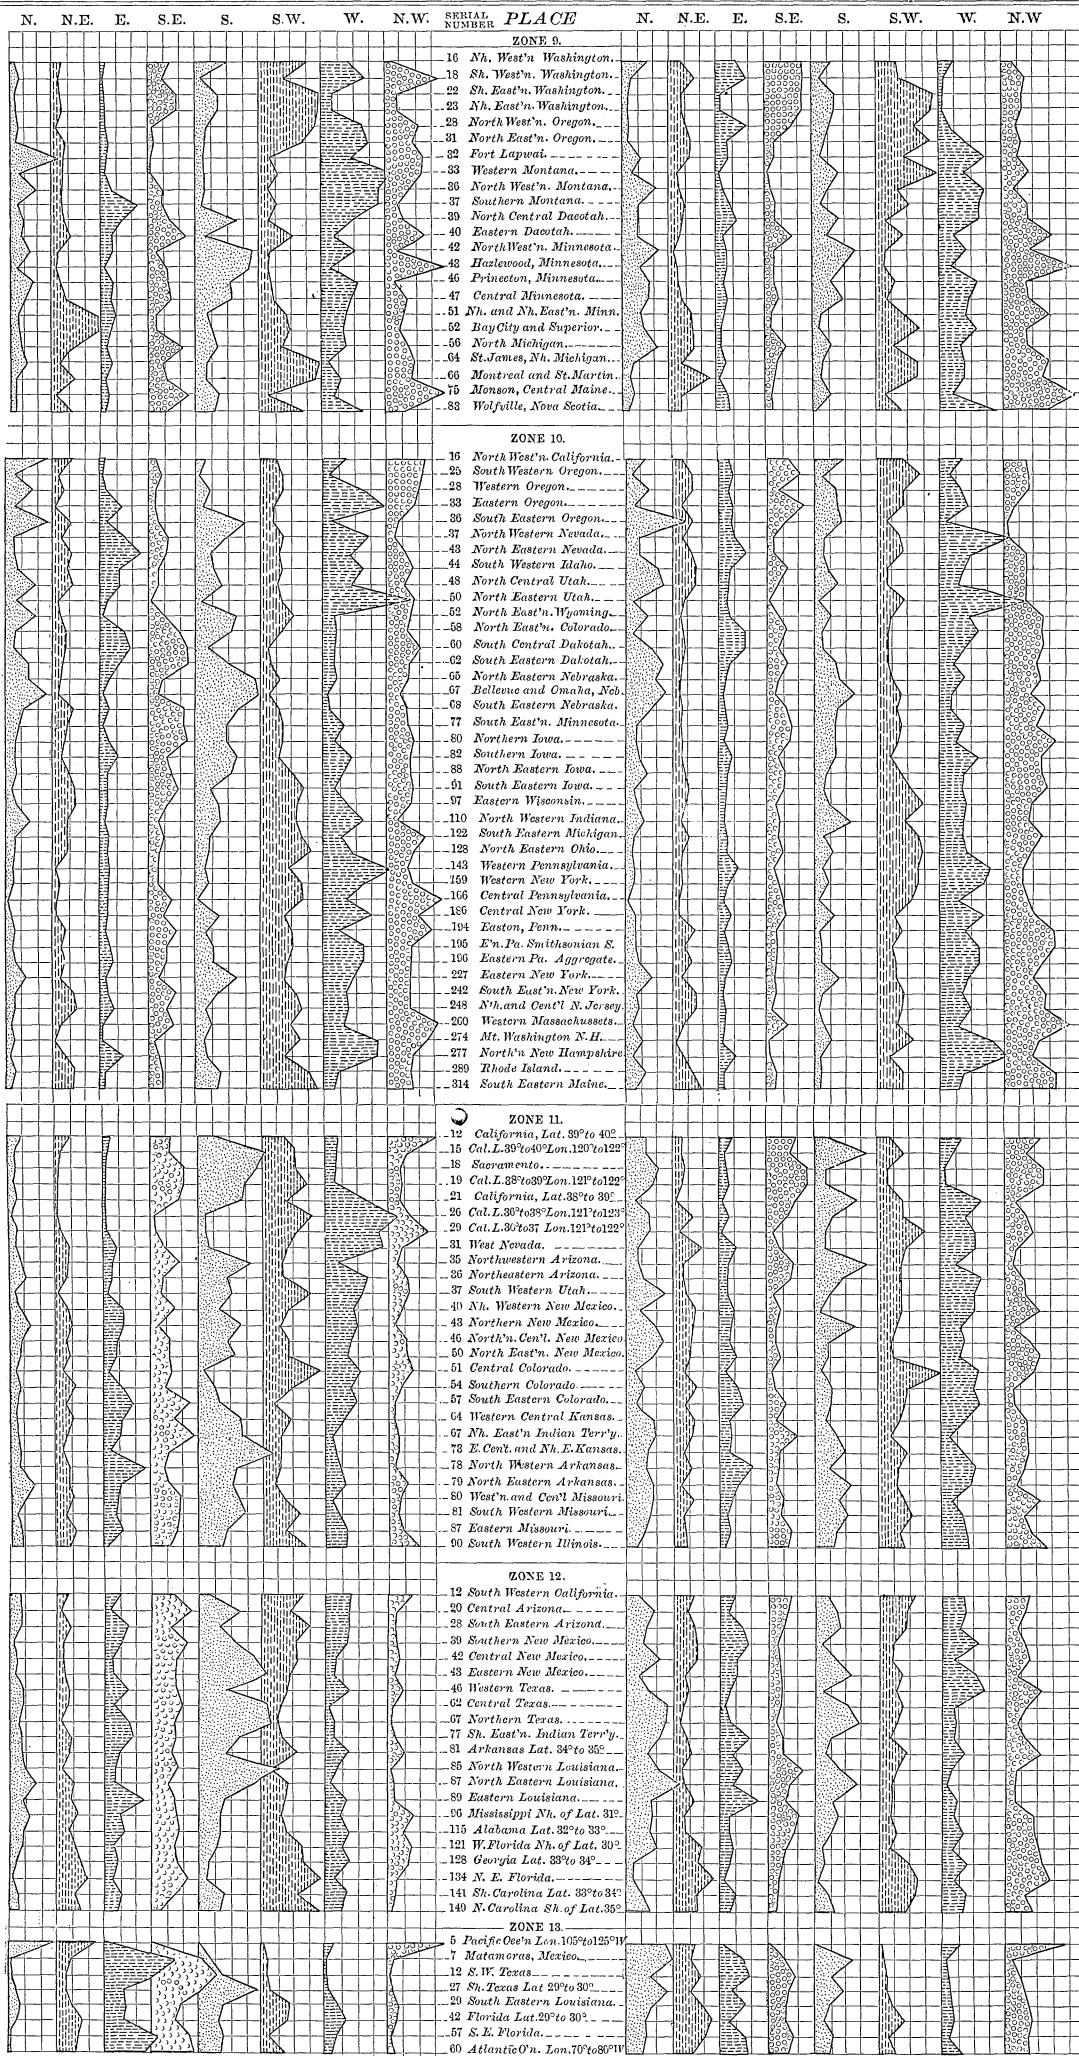 N. N.E. E. S.E. S. S.W. W. N.W. SERIAL NUMBER PLACE N. N.E. E. S.E. S. S.W. W. N.W
ZONE 9.
16 Nh. West'n Washington.
18 Sh. West'n Washington.
22 Sh. East'n Washington.
23 Nh. East'n Washington.
28 North West'n. Oregon.
31 North East'n. Oregon.
32 Fort Lapwai.
33 Western Montana.
36 North West'n. Montana.
37 Southern Montana.
39 North Central Dacotah.
40 Eastern Dacotah.
42 North West'n. Minnesota.
43 Hazlewood, Minnesota.
46 Princeton, Minnesota.
47 Central Minnesota.
51 Nh. and Nh. East'n. Minn.
52 Bay City and Superior.
56 North Michigan.
64 St. James, Nh. Michigan.
66 Montreal and St. Martin.
75 Monson, Central Maine.
88 Wolfville, Nova Scotia.
ZONE 10.
16 North West'n. California.
25 South Western Oregon.
28 Western Oregon.
33 Eastern Oregon.
36 South Eastern Oregon.
37 North Western Nevada.
43 North Eastern Nevada.
44 South Western Idaho.
48 North Central Utah.
50 North Eastern Utah.
52 North East'n. Wyoming.
58 North East'n. Colorado.
60 South Central Dakotah.
62 South Eastern Dakotah.
65 North Eastern Nebraska.
67 Bellevue and Omaha, Neb.
68 South Eastern Nebraska.
77 South East'n. Minnesota.
80 Northern Iowa.
82 Southern Iowa.
88 North Eastern Iowa.
91 South Eastern Iowa.
97 Eastern Wisconsin.
110 North Western Indiana.
122 South Eastern Michigan.
128 North Eastern Ohio.
143 Western Pennsylvania.
159 Western New York.
166 Central Pennsylvania.
186 Central New York.
194 Easton, Penn.
195 E'n. Pa. Smithsonian S.
196 Eastern Pa. Aggregate.
227 Eastern New York.
242 South East'n. New York.
248 N'h. and Cent'l N. Jersey.
260 Western Massachussets.
274 Mt. Washington N.H.
277 North'n New Hampshire
289 Rhode Island.
314 South Eastern Maine.
ZONE 11.
12 California, Lat. 39° to 40°
15 Cal. L. 39° to 40° Lon. 120° to 122°
18 Sacramento.
19 Cal. L. 38° to 39° Lon. 121° to 122°
21 California, Lat. 38° to 39°
26 Cal. L. 36° to 38° Lon. 121° to 123°
29 Cal. L. 36° to 37 Lon. 121° to 122°
31 West Nevada.
35 Northwestern Arizona.
36 Northeastern Arizona.
37 South Western Utah.
40 Nh. Western New Mexico.
43 Northern New Mexico.
46 North'n. Cen'l. New Mexico
50 North East'n. New Mexico.
51 Central Colorado.
54 Southern Colorado
57 South Eastern Colorado.
64 Western Central Kansas.
67 Nh. East'n Indian Terr'y.
73 E. Cen't. and Nh. E. Kansas.
78 North Western Arkansas.
79 North Eastern Arkansas.
80 West'n. and Cen'l Missouri.
81 South Western Missouri.
87 Eastern Missouri.
90 South Western Illinois.
ZONE 12.
12 South Western California.
20 Central Arizona.
28 South Eastern Arizona.
39 Southern New Mexico.
42 Central New Mexico.
43 Eastern New Mexico.
46 Western Texas.
62 Central Texas.
67 Northern Texas.
77 Sh. East'n. Indian Terr'y.
81 Arkansas Lat. 34° to 35°
85 North Western Louisiana.
87 North Eastern Louisiana.
89 Eastern Louisiana.
96 Mississippi Nh. of Lat. 31°
115 Alabama Lat. 32° to 33°
121 W. Florida Nh. of Lat. 30°
128 Georgia Lat. 33° to 34°
134 N. E. Florida.
141 Sh. Carolina Lat. 33° to 34°
149 N. Carolina Sh. of Lat. 35°
ZONE 13.
5 Pacific Oce'n Lon. 105° to 125° W
7 Matamoras, Mexico.
12 S. W. Texas
27 Sh. Texas Lat 29° to 30°
29 South Eastern Louisiana.
42 Florida Lat. 29° to 30°
57 S. E. Florida.
60 Atlantic O'n. Lon. 70° to 80° W